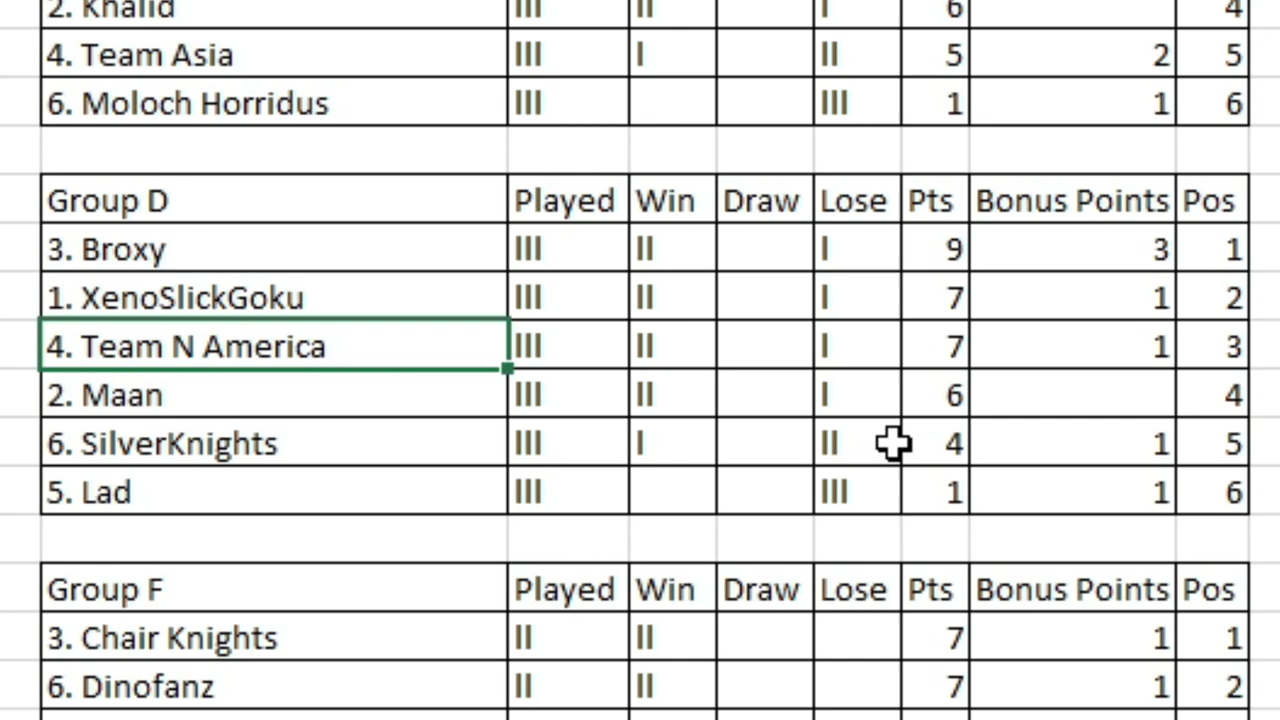 2. Khalid III II I 6 4
4. Team Asia III I II 5 2 5
6. Moloch Horridus III III 1 1 6
Group D Played Win Draw Lose Pts Bonus Points Pos
3. Broxy III II I 9 3 1
1. XenoSlickGoku III II I 7 1 2
4. Team N America III II I 7 1 3
2. Maan III II I 6 4
6. SilverKnights III I II 4 1 5
5. Lad III III 1 1 6
Group F Played Win Draw Lose Pts Bonus Points Pos
3. Chair Knights II II 7 1 1
6. Dinofanz II II 7 1 2